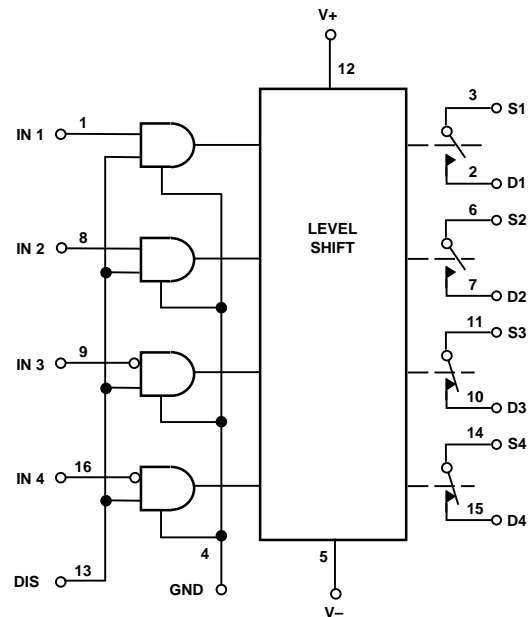 V+
12
3 S1
IN 1 1
2 D1
6 S2
IN 2 8
LEVEL
SHIFT
7 D2
11 S3
IN 3 9
10 D3
14 S4
IN 4 16
15 D4
4
5
DIS 13
GND
V–